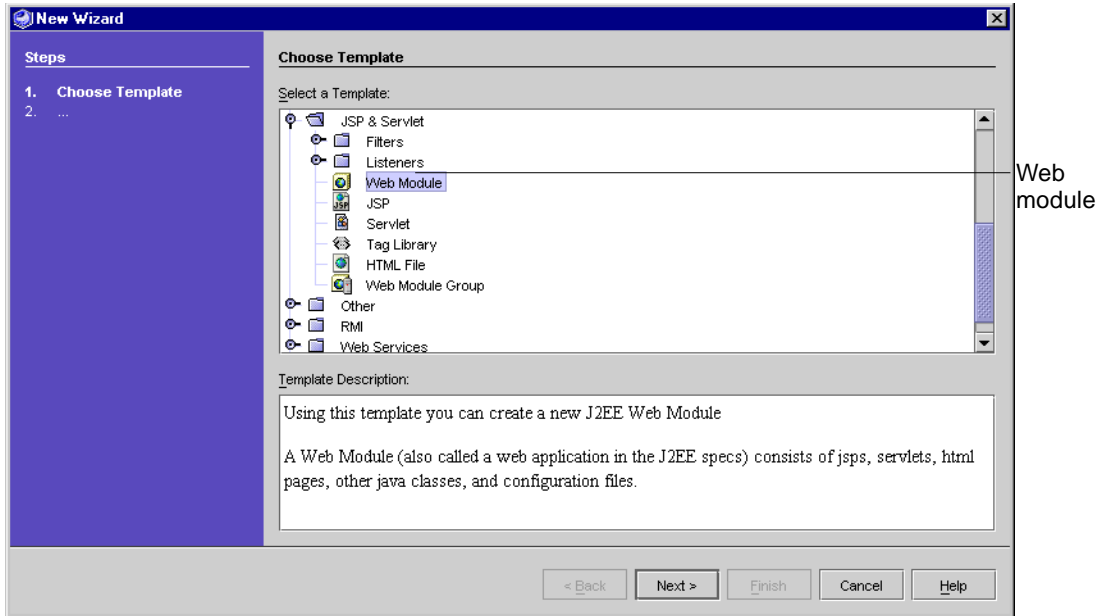 New Wizard
Steps
1. Choose Template
2. ...
Choose Template
Select a Template:
JSP & Servlet
Filters
Listeners
Web Module
JSP
Servlet
Tag Library
HTML File
Web Module Group
Other
RMI
Web Services
Template Description:
Using this template you can create a new J2EE Web Module
A Web Module (also called a web application in the J2EE specs) consists of jsps, servlets, html
pages, other java classes, and configuration files.
< Back
Next >
Finish
Cancel
Help
Web
module